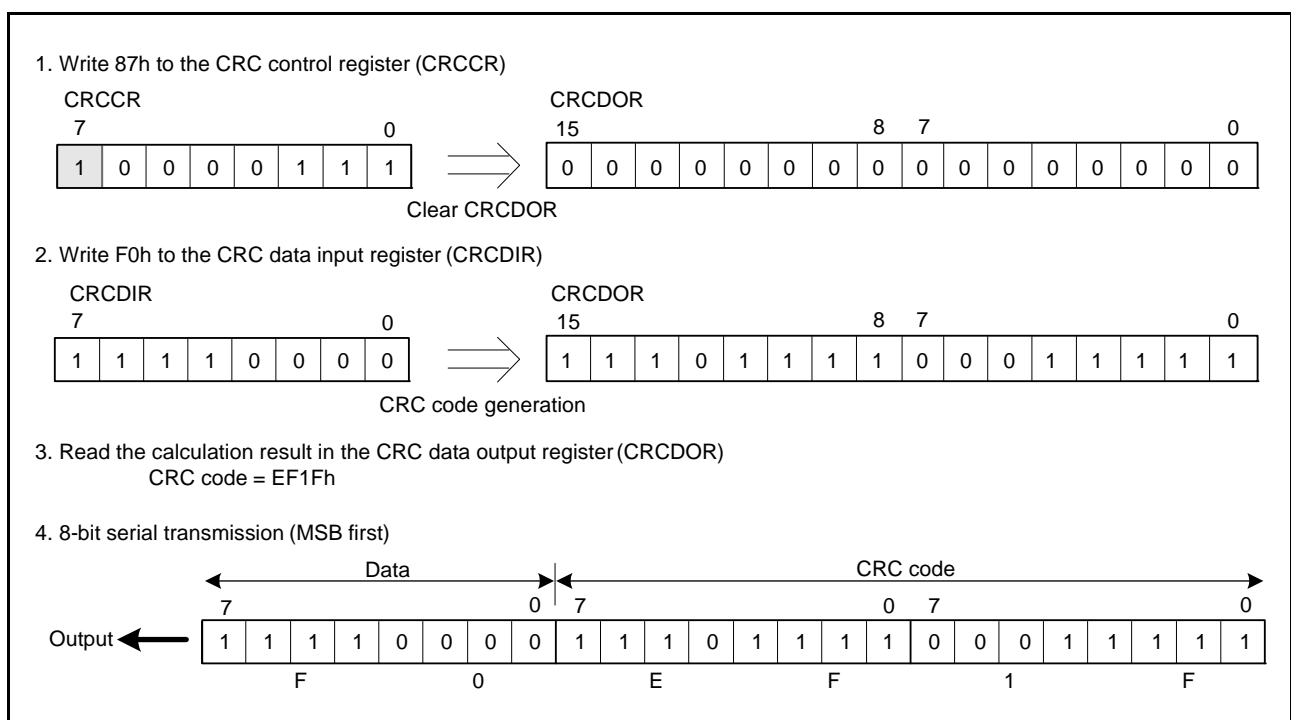 1. Write 87h to the CRC control register (CRCCR)
CRCCR CRCDOR
7 0 15 8 7 0
1 0 0 0 0 1 1 1 0 0 0 0 0 0 0 0 0 0 0 0 0 0 0 0
Clear CRCDOR
2. Write F0h to the CRC data input register (CRCDIR)
CRCDIR CRCDOR
7 0 15 8 7 0
1 1 1 1 0 0 0 0 1 1 1 0 1 1 1 1 0 0 0 1 1 1 1 1
CRC code generation
3. Read the calculation result in the CRC data output register (CRCDOR)
CRC code = EF1Fh
4. 8-bit serial transmission (MSB first)
Data CRC code
7 0 7 0 7 0
Output 1 1 1 1 0 0 0 0 1 1 1 0 1 1 1 1 0 0 0 1 1 1 1 1
F 0 E F 1 F